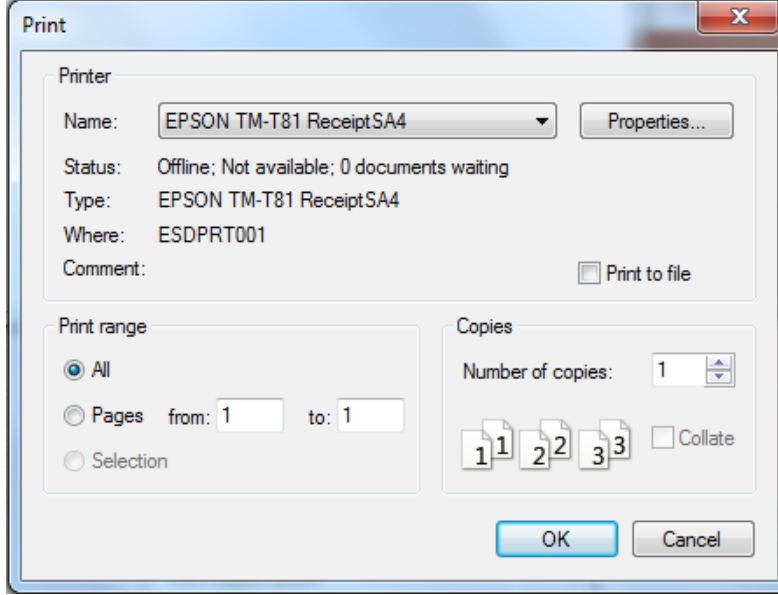 Print
Printer
Name: EPSON TM-T81 ReceiptSA4 Properties...
Status: Offline; Not available; 0 documents waiting
Type: EPSON TM-T81 ReceiptSA4
Where: ESDPRT001
Comment: Print to file
Print range
All
Pages from: 1 to: 1
Selection
Copies
Number of copies: 1
1 1 2 2 3 3 Collate
OK Cancel